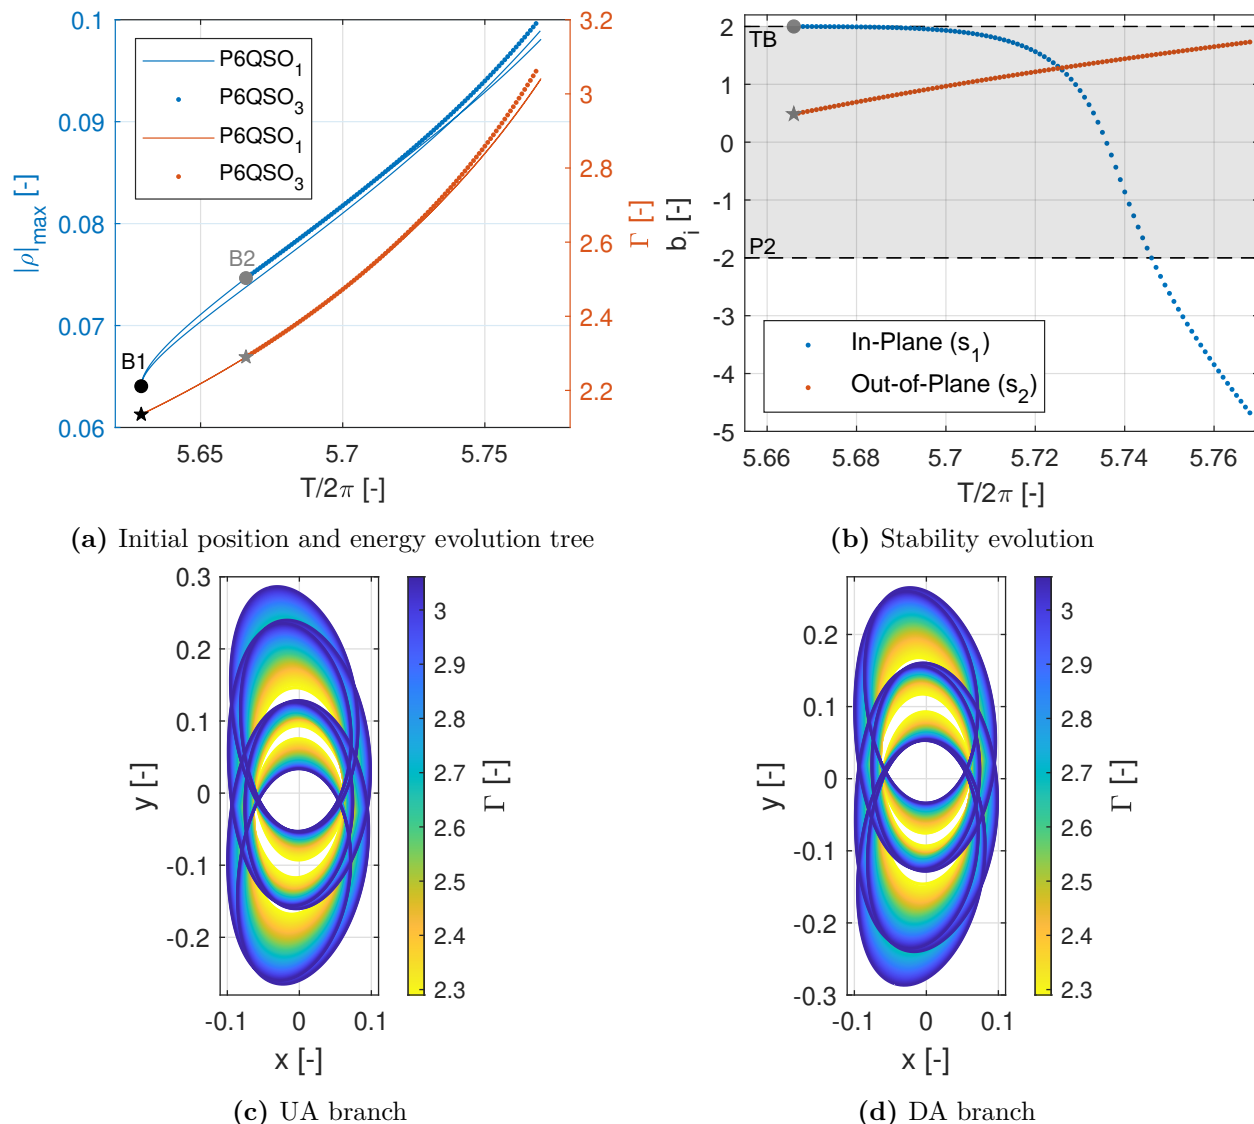 0.1
0.09
0.08
0.07
0.06
|ρ|max [-]
P6QSO1
P6QSO3
P6QSO1
P6QSO3
B1
B2
3.2
3
2.8
2.6
2.4
2.2
Γ [-]
5.65 5.7 5.75
T/2π [-]
(a) Initial position and energy evolution tree
2
1
0
-1
-2
-3
-4
-5
bi [-]
TB
P2
In-Plane (s1)
Out-of-Plane (s2)
5.66 5.68 5.7 5.72 5.74 5.76
T/2π [-]
(b) Stability evolution
0.3
0.2
0.1
0
-0.1
-0.2
y [-]
-0.1 0 0.1
x [-]
3
2.9
2.8
2.7
2.6
2.5
2.4
2.3
Γ [-]
(c) UA branch
0.2
0.1
0
-0.1
-0.2
-0.3
y [-]
-0.1 0 0.1
x [-]
3
2.9
2.8
2.7
2.6
2.5
2.4
2.3
Γ [-]
(d) DA branch